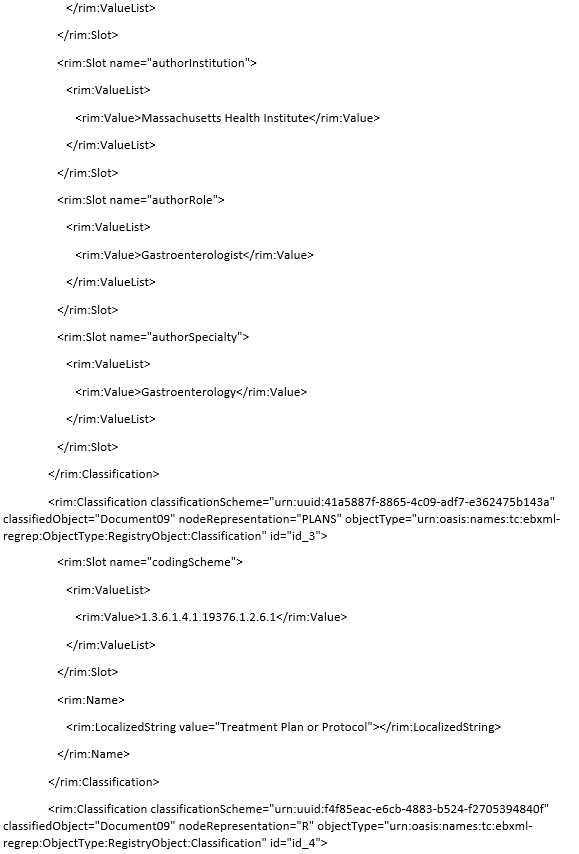 </rim:ValueList>
</rim:Slot>
<rim:Slot name="authorInstitution">
<rim:ValueList>
<rim:Value>Massachusetts Health Institute</rim:Value>
</rim:ValueList>
</rim:Slot>
<rim:Slot name="authorRole">
<rim:ValueList>
<rim:Value>Gastroenterologist</rim:Value>
</rim:ValueList>
</rim:Slot>
<rim:Slot name="authorSpecialty">
<rim:ValueList>
<rim:Value>Gastroenterology</rim:Value>
</rim:ValueList>
</rim:Slot>
</rim:Classification>
<rim:Classification classificationScheme="urn:uuid:41a5887f-8865-4c09-adf7-e362475b143a"
classifiedObject="Document09" nodeRepresentation="PLANS" objectType="urn:oasis:names:tc:ebxml-
regrep:ObjectType:RegistryObject:Classification" id="id_3">
<rim:Slot name="codingScheme">
<rim:ValueList>
<rim:Value>1.3.6.1.4.1.19376.1.2.6.1</rim:Value>
</rim:ValueList>
</rim:Slot>
<rim:Name>
<rim:LocalizedString value="Treatment Plan or Protocol"></rim:LocalizedString>
</rim:Name>
</rim:Classification>
<rim:Classification classificationScheme="urn:uuid:f4f85eac-e6cb-4883-b524-f2705394840f"
classifiedObject="Document09" nodeRepresentation="R" objectType="urn:oasis:names:tc:ebxml-
regrep:ObjectType:RegistryObject:Classification" id="id_4">